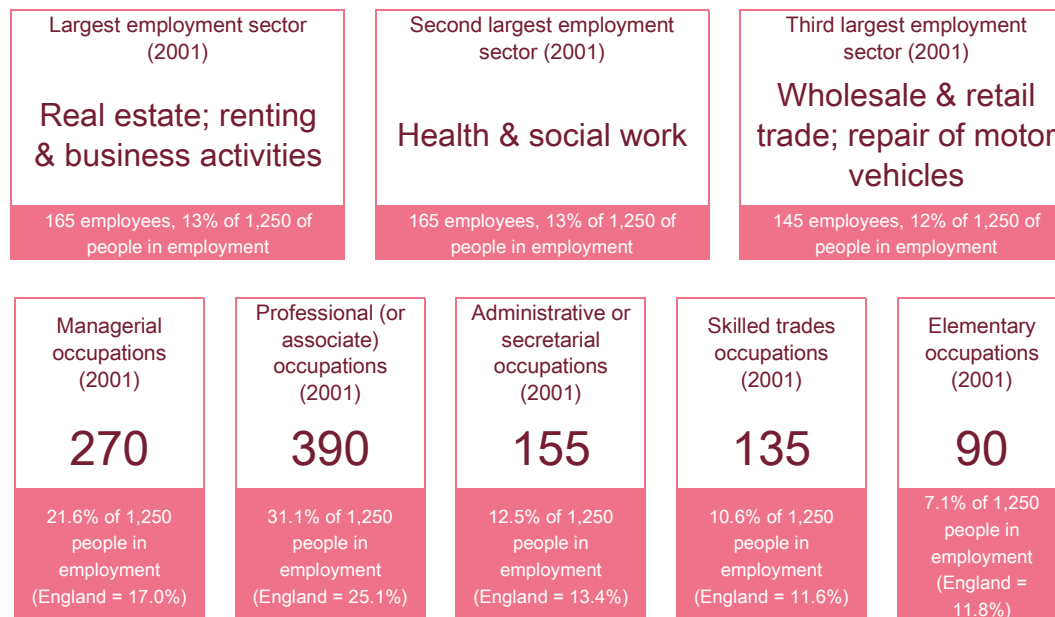 Largest employment sector
(2001)
Real estate; renting
& business activities
165 employees, 13% of 1,250 of
people in employment
Second largest employment
sector (2001)
Health & social work
165 employees, 13% of 1,250 of
people in employment
Third largest employment
sector (2001)
Wholesale & retail
trade; repair of motor
vehicles
145 employees, 12% of 1,250 of
people in employment
Managerial
occupations
(2001)
270
21.6% of 1,250
people in
employment
(England = 17.0%)
Professional (or
associate)
occupations
(2001)
390
31.1% of 1,250
people in
employment
(England = 25.1%)
Administrative or
secretarial
occupations
(2001)
155
12.5% of 1,250
people in
employment
(England = 13.4%)
Skilled trades
occupations
(2001)
135
10.6% of 1,250
people in
employment
(England = 11.6%)
Elementary
occupations
(2001)
90
7.1% of 1,250
people in
employment
(England =
11.8%)